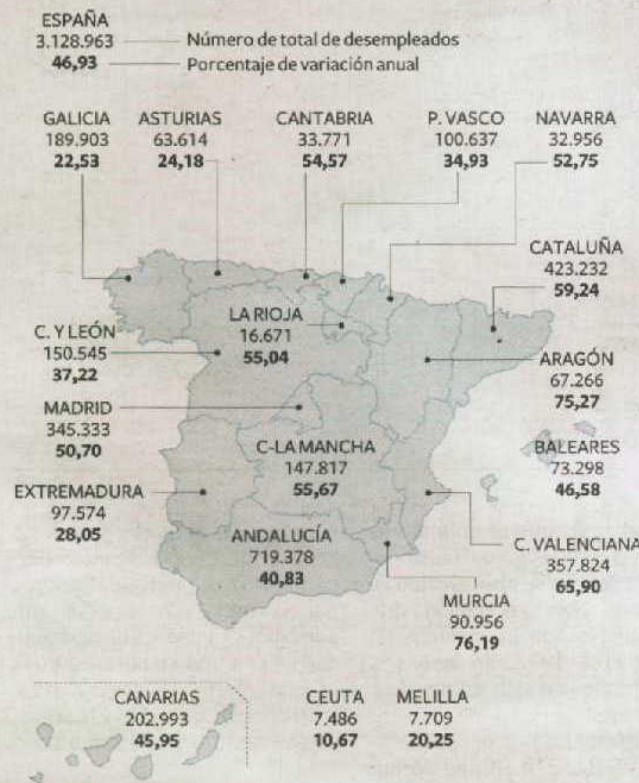 ESPAÑA
3.128.963 Número de total de desempleados
46,93 Porcentaje de variación anual
GALICIA
189.903
22,53
ASTURIAS
63.614
24,18
CANTABRIA
33.771
54,57
P. VASCO
100.637
34,93
NAVARRA
32.956
52,75
CATALUÑA
423.232
59,24
LA RIOJA
16.671
55,04
C. Y LEÓN
150.545
37,22
ARAGÓN
67.266
75,27
MADRID
345.333
50,70
C-LA MANCHA
147.817
55,67
BALEARES
73.298
46,58
EXTREMADURA
97.574
28,05
ANDALUCÍA
719.378
40,83
C. VALENCIANA
357.824
65,90
MURCIA
90.956
76,19
CANARIAS
202.993
45,95
CEUTA
7.486
10,67
MELILLA
7.709
20,25